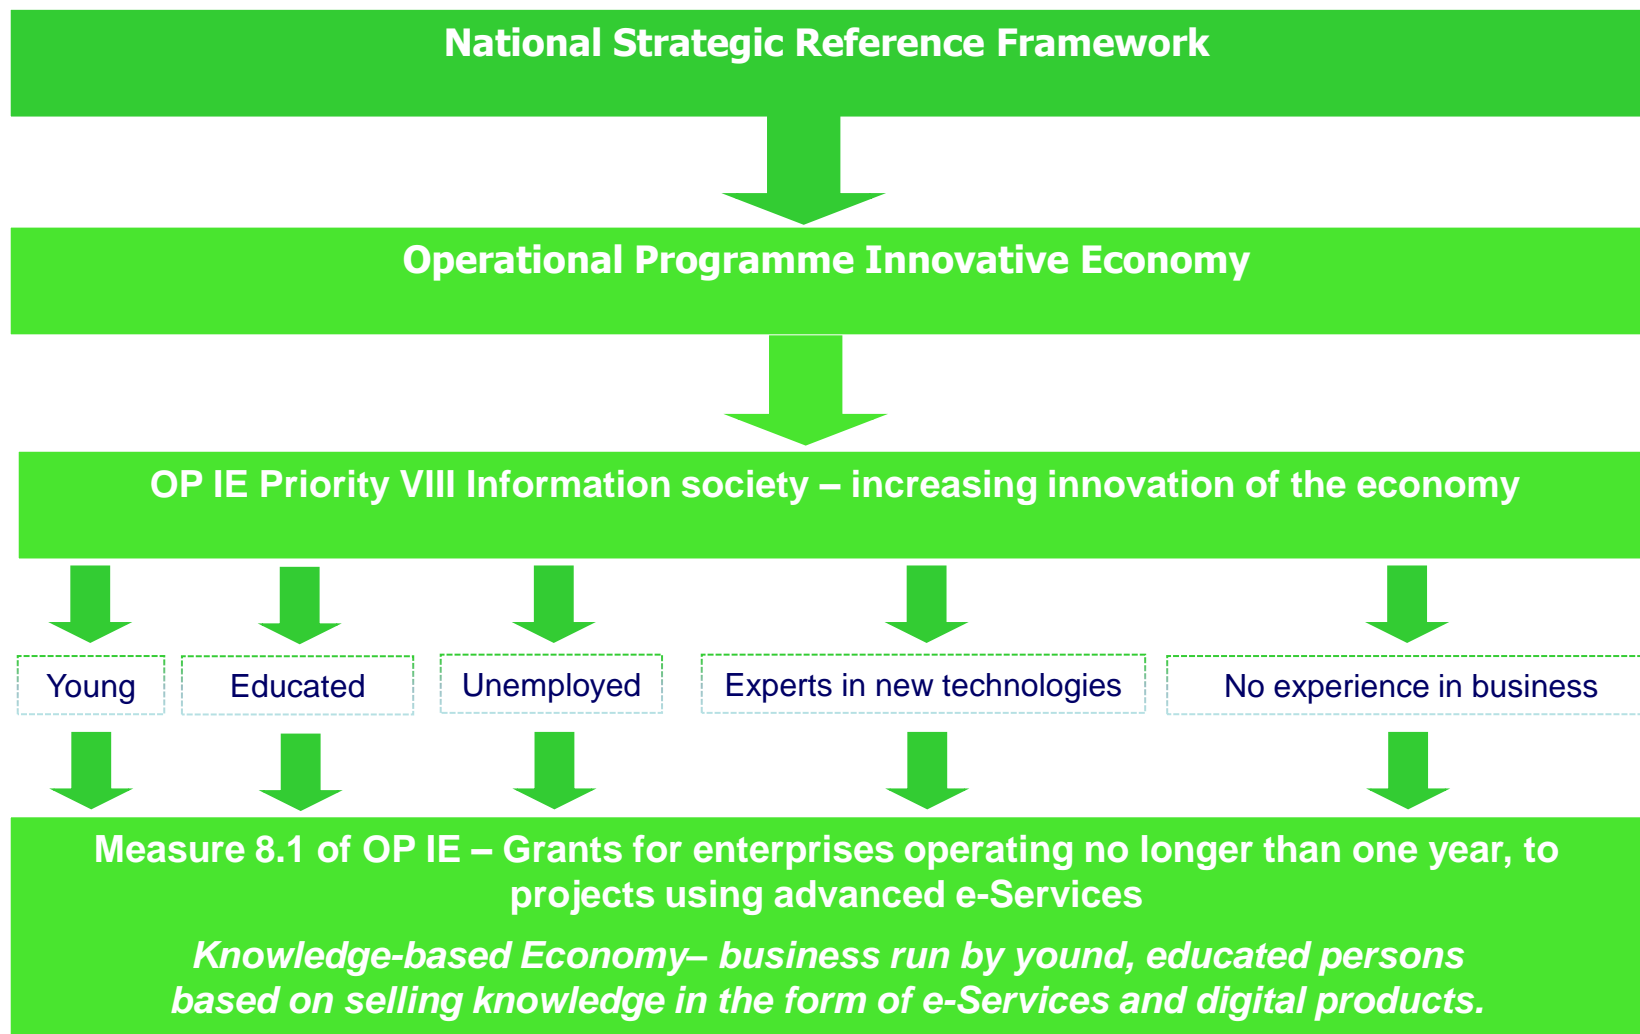 National Strategic Reference Framework
Operational Programme Innovative Economy
OP IE Priority VIII Information society – increasing innovation of the economy
Young
Educated
Unemployed
Experts in new technologies
No experience in business
Measure 8.1 of OP IE – Grants for enterprises operating no longer than one year, to
projects using advanced e-Services
Knowledge-based Economy– business run by yound, educated persons
based on selling knowledge in the form of e-Services and digital products.